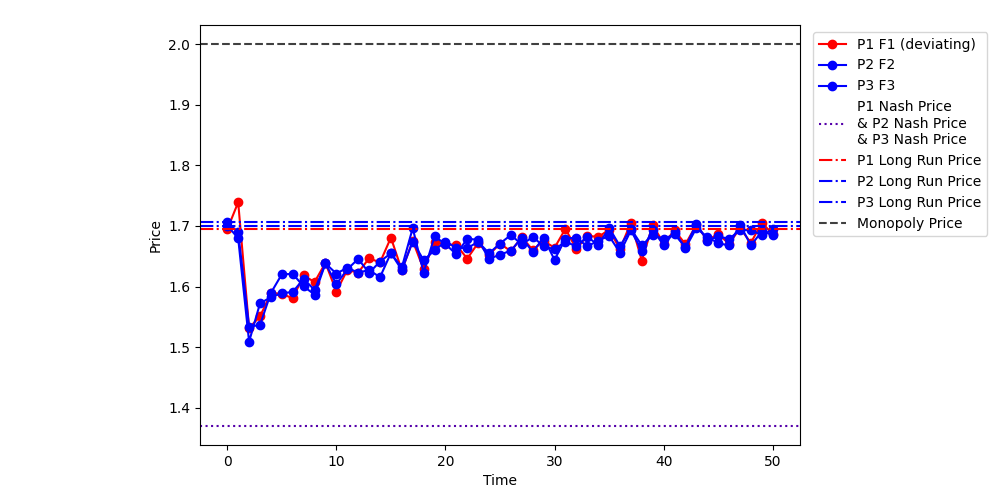 2.0
1.9
1.8
1.7
1.6
1.5
1.4
Price
0 10 20 30 40 50
Time
P1 F1 (deviating)
P2 F2
P3 F3
P1 Nash Price
& P2 Nash Price
& P3 Nash Price
P1 Long Run Price
P2 Long Run Price
P3 Long Run Price
Monopoly Price